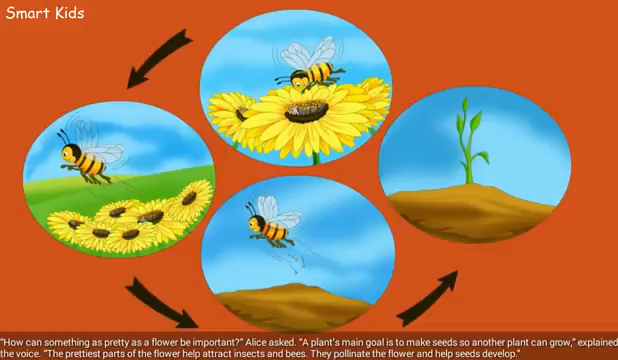 Smart Kids
"How can something as pretty as a flower be important?" Alice asked. "A plant's main goal is to make seeds so another plant can grow," explained
the voice. "The prettiest parts of the flower help attract insects and bees. They pollinate the flower and help seeds develop."